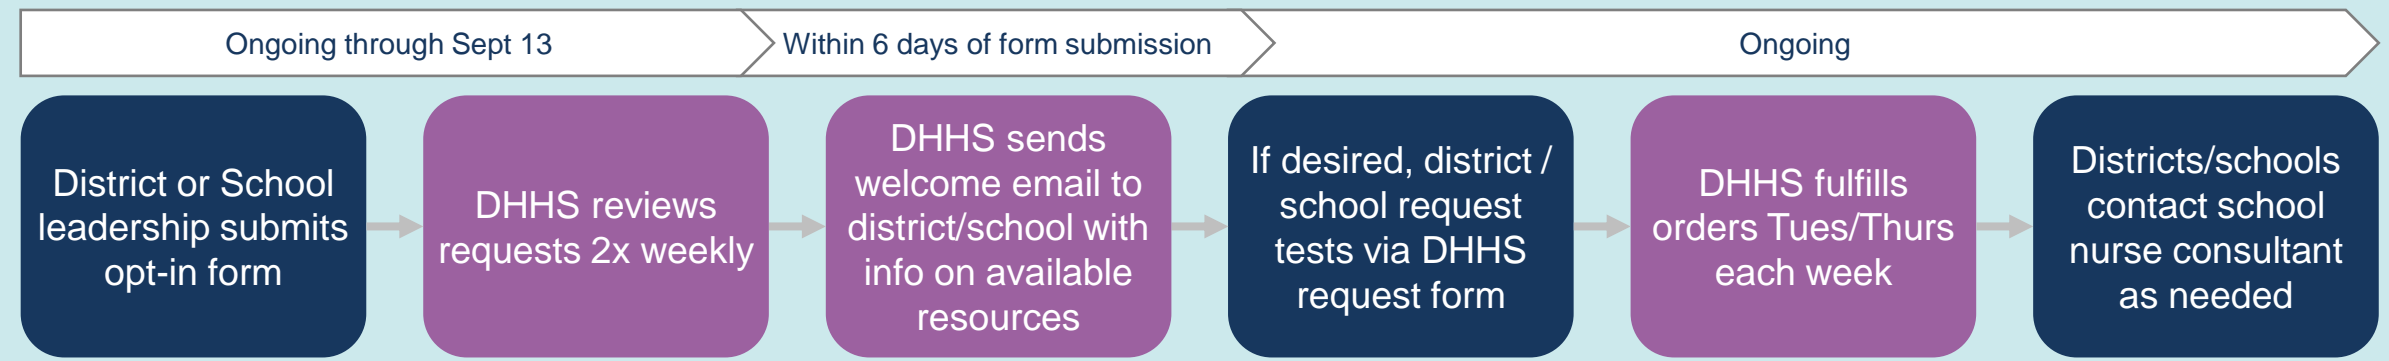 Ongoing through Sept 13
Within 6 days of form submission
Ongoing
District or School
leadership submits
opt-in form
DHHS reviews
requests 2x weekly
DHHS sends
welcome email to
district/school with
info on available
resources
If desired, district /
school request
tests via DHHS
request form
DHHS fulfills
orders Tues/Thurs
each week
Districts/schools
contact school
nurse consultant
as needed